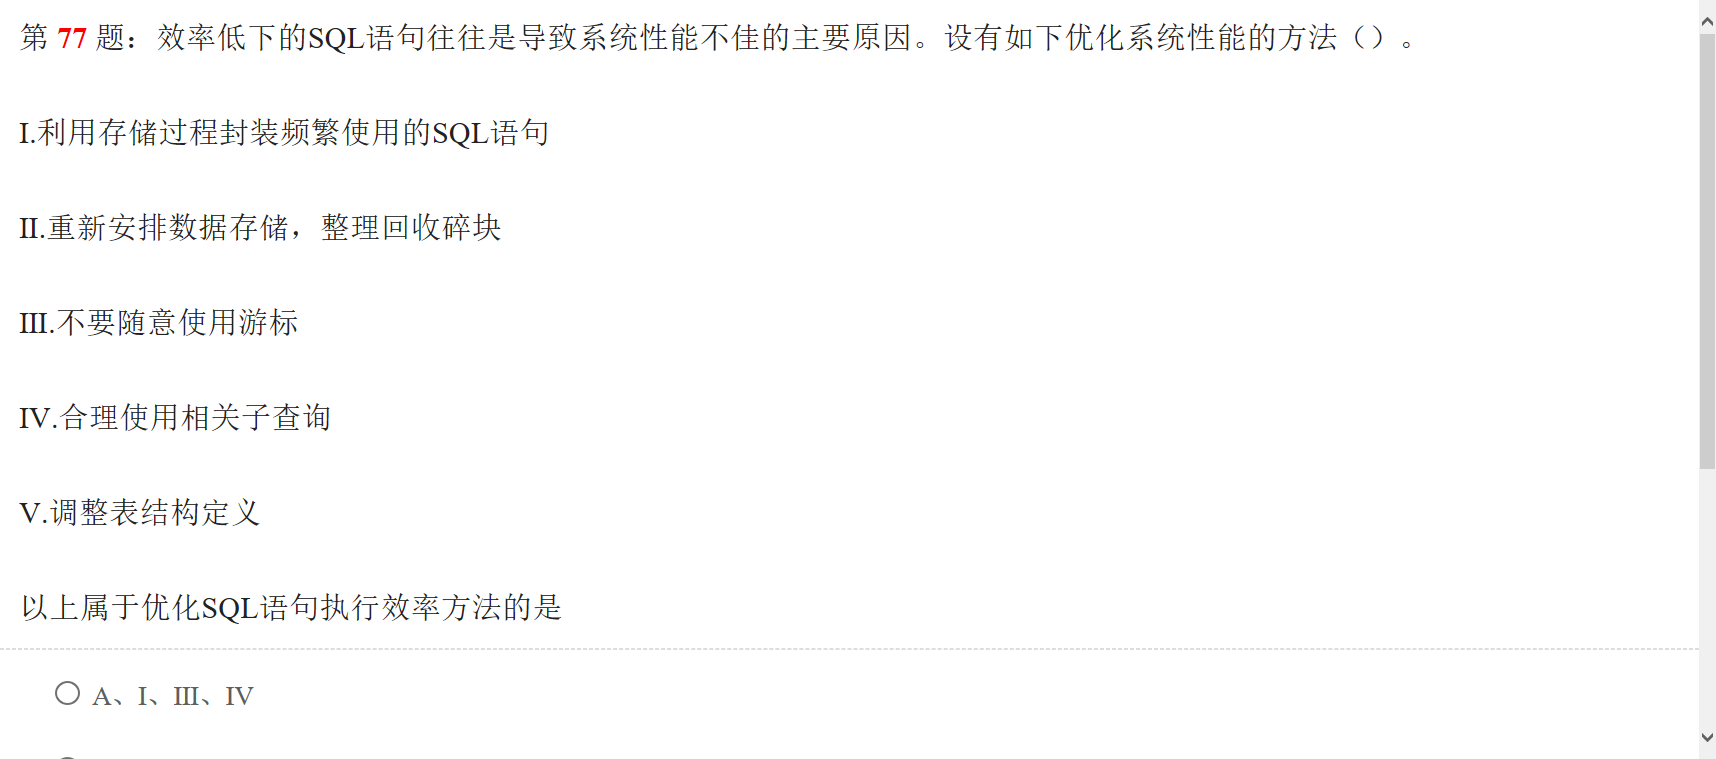 第 77 题：效率低下的SQL语句往往是导致系统性能不佳的主要原因。设有如下优化系统性能的方法（）。
I.利用存储过程封装频繁使用的SQL语句
II.重新安排数据存储，整理回收碎块
III.不要随意使用游标
IV.合理使用相关子查询
V.调整表结构定义
以上属于优化SQL语句执行效率方法的是
A、I、III、IV